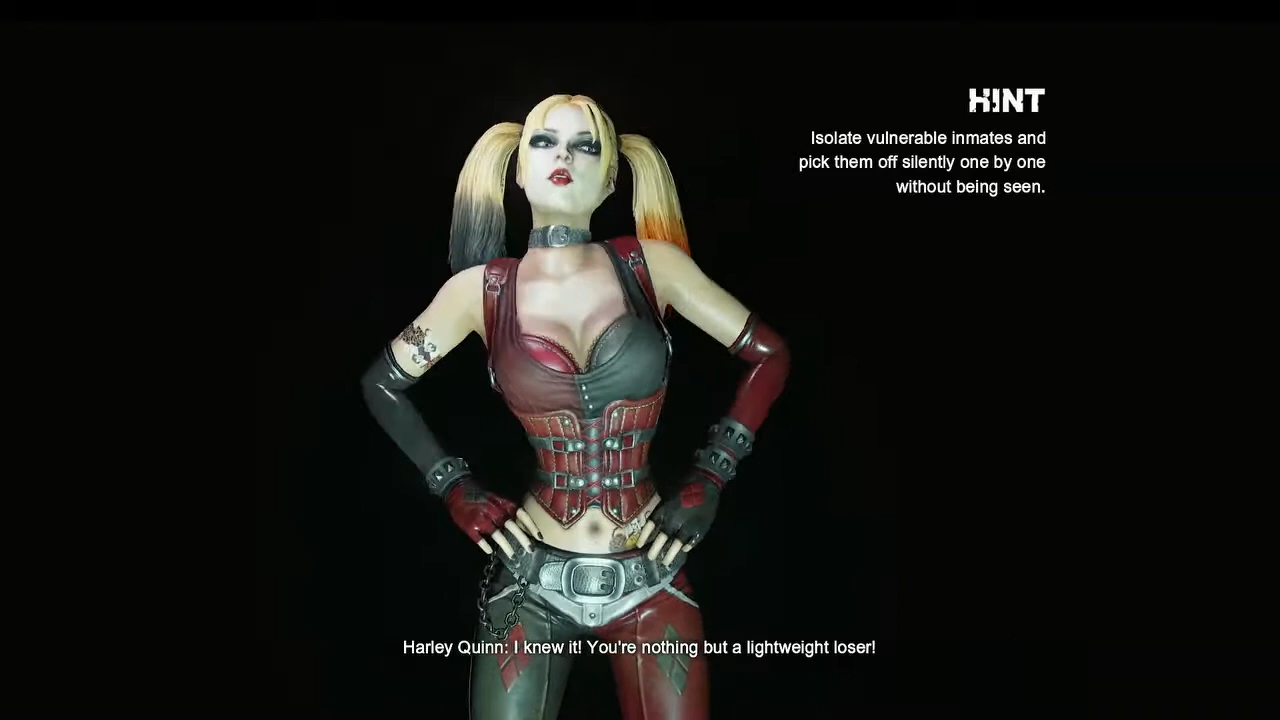 HINT
Isolate vulnerable inmates and
pick them off silently one by one
without being seen.
Harley Quinn: I knew it! You're nothing but a lightweight loser!